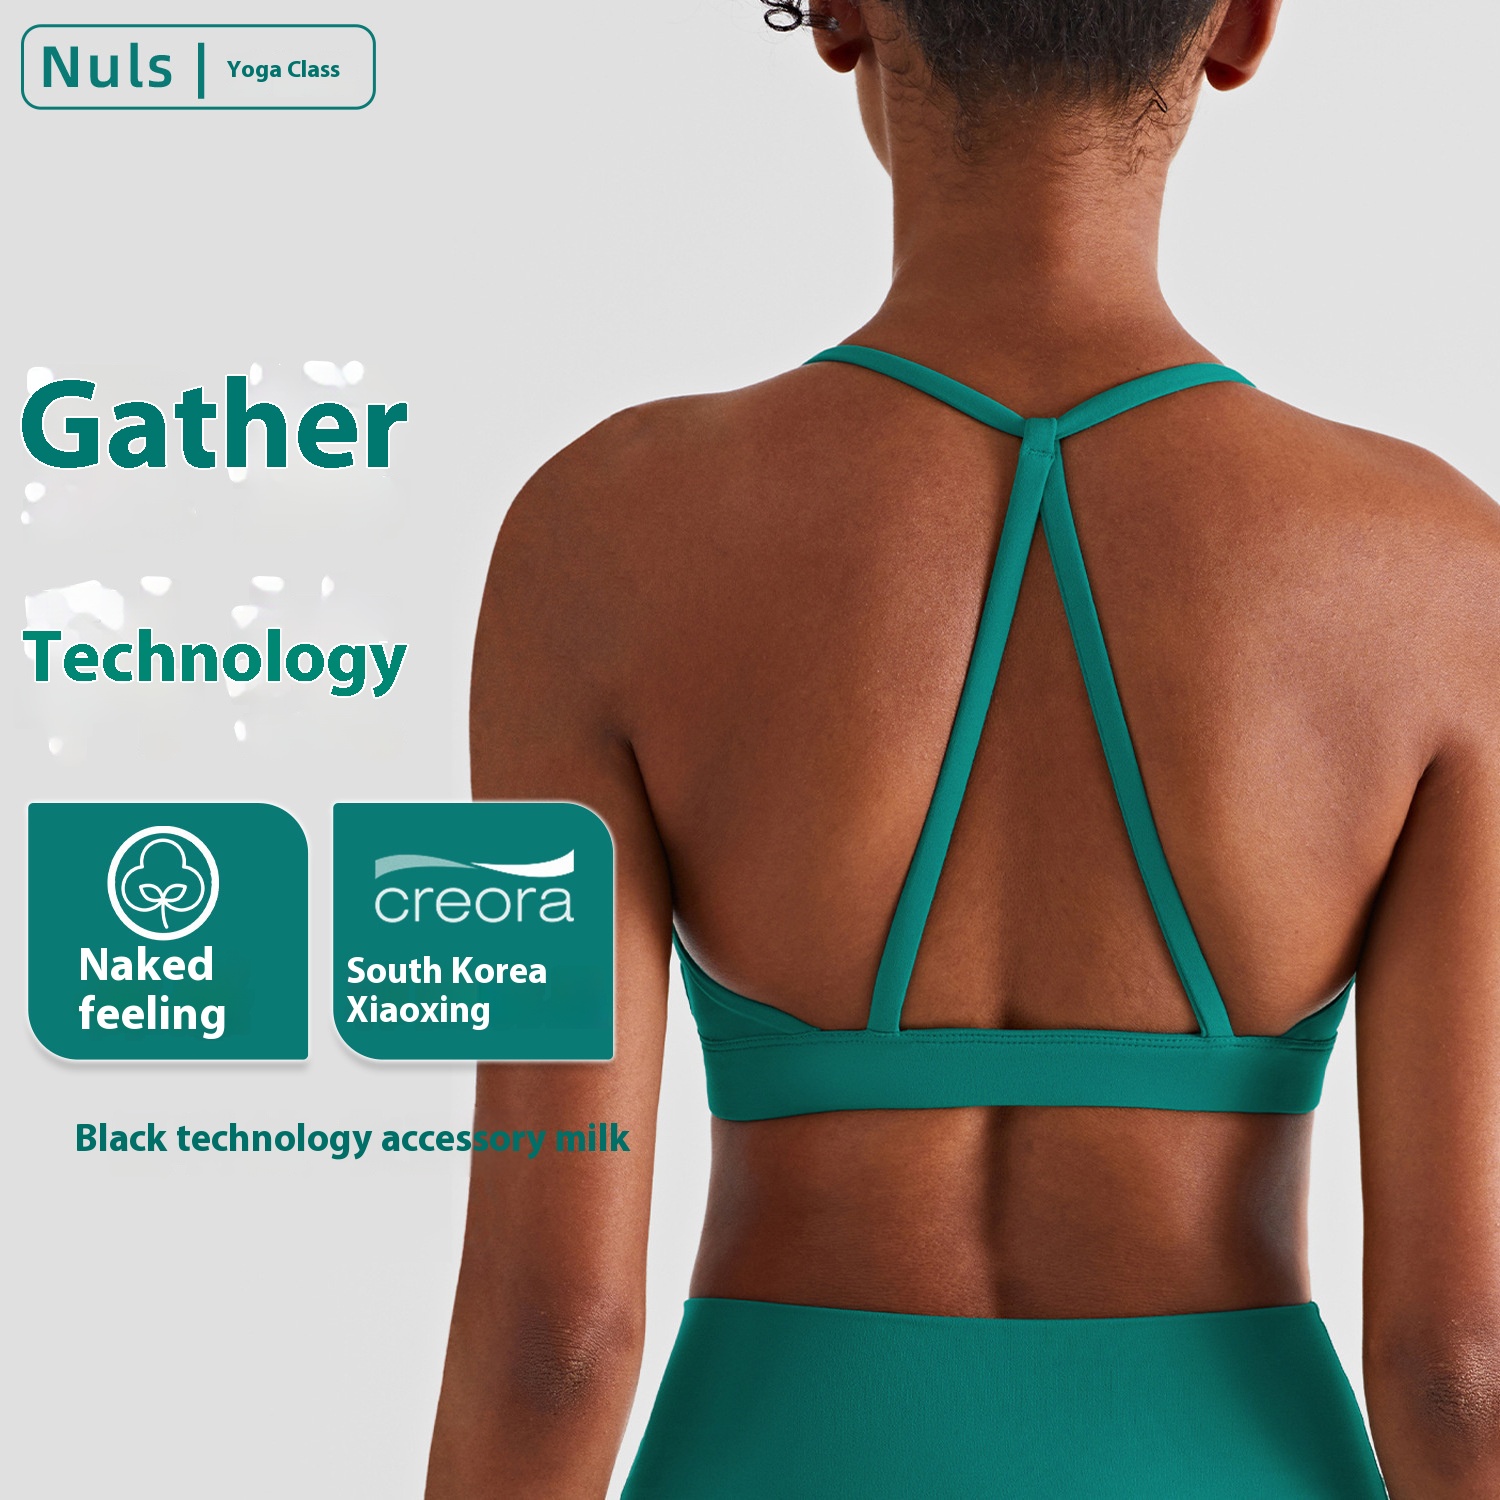 Nuls | Yoga Class
Gather
Technology
Naked
feeling
creora
South Korea
Xiaoxing
Black technology accessory milk